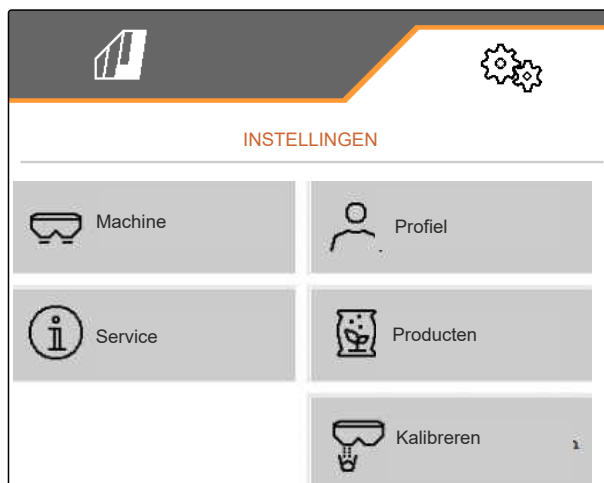 INSTELLINGEN
Machine
Profiel
Service
Producten
Kalibreren